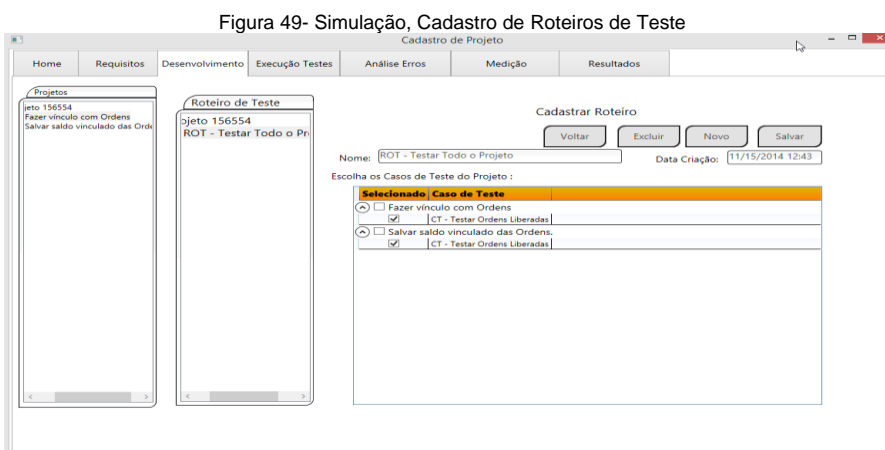 Figura 49- Simulação, Cadastro de Roteiros de Teste
Cadastro de Projeto
Home
Requisitos
Desenvolvimento
Execução Testes
Análise Erros
Medição
Resultados
Projetos
jeto 156554
Fazer vínculo com Ordens
Salvar saldo vinculado das Orde
Roteiro de Teste
ojeto 156554
ROT - Testar Todo o Pr
Cadastrar Roteiro
Voltar
Excluir
Novo
Salvar
Nome: ROT - Testar Todo o Projeto
Data Criação: 11/15/2014 12:43
Escolha os Casos de Teste do Projeto :
Selecionado Caso de Teste
Fazer vínculo com Ordens
CT - Testar Ordens Liberadas
Salvar saldo vinculado das Ordens.
CT - Testar Ordens Liberadas